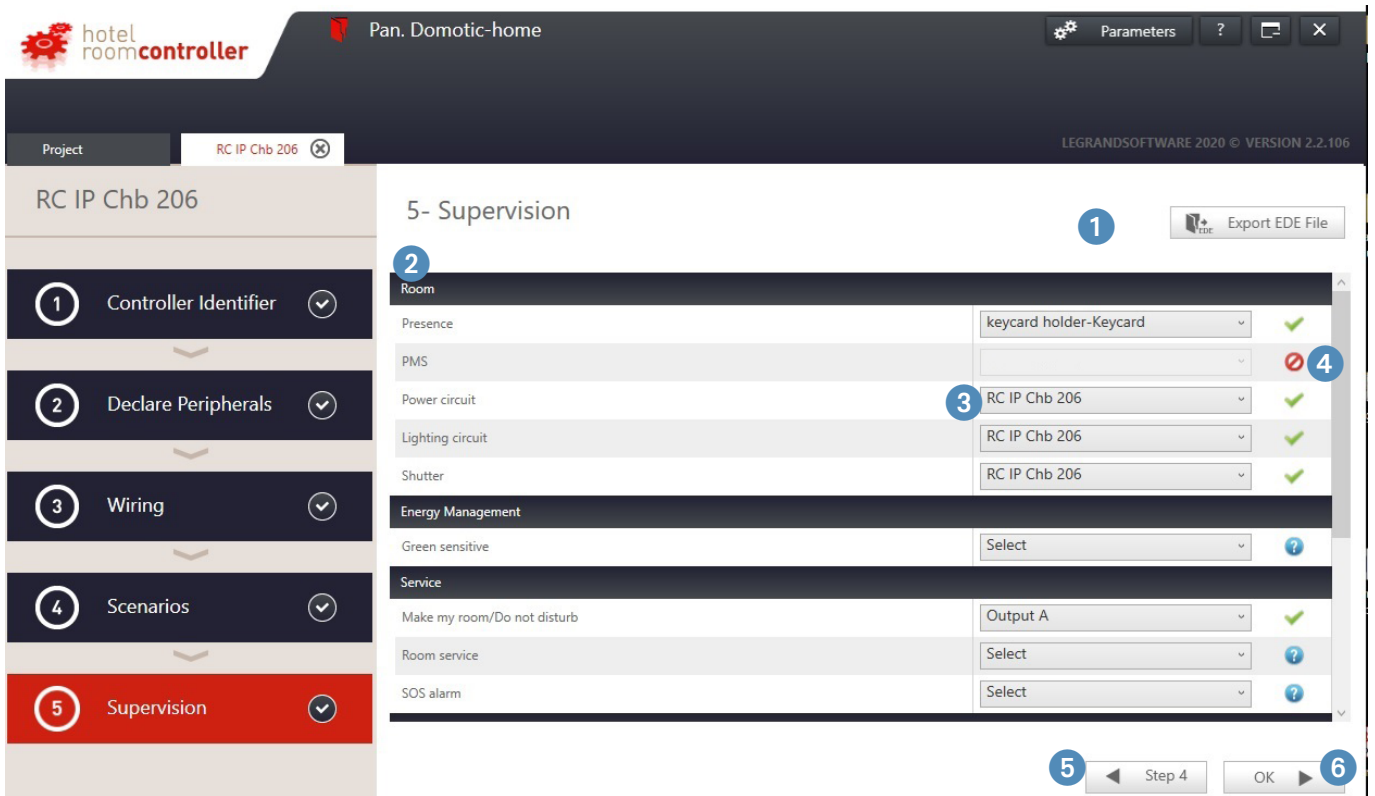 hotel
roomcontroller
Pan. Domotic-home
Parameters
?
Project
RC IP Chb 206
LEGRANDSOFTWARE 2020 © VERSION 2.2.106
RC IP Chb 206
1 Controller Identifier
2 Declare Peripherals
3 Wiring
4 Scenarios
5 Supervision
5- Supervision
1
EDE Export EDE File
2
Room
Presence keycard holder-Keycard
PMS 4
Power circuit 3 RC IP Chb 206
Lighting circuit RC IP Chb 206
Shutter RC IP Chb 206
Energy Management
Green sensitive Select ?
Service
Make my room/Do not disturb Output A
Room service Select ?
SOS alarm Select ?
5 Step 4 OK 6